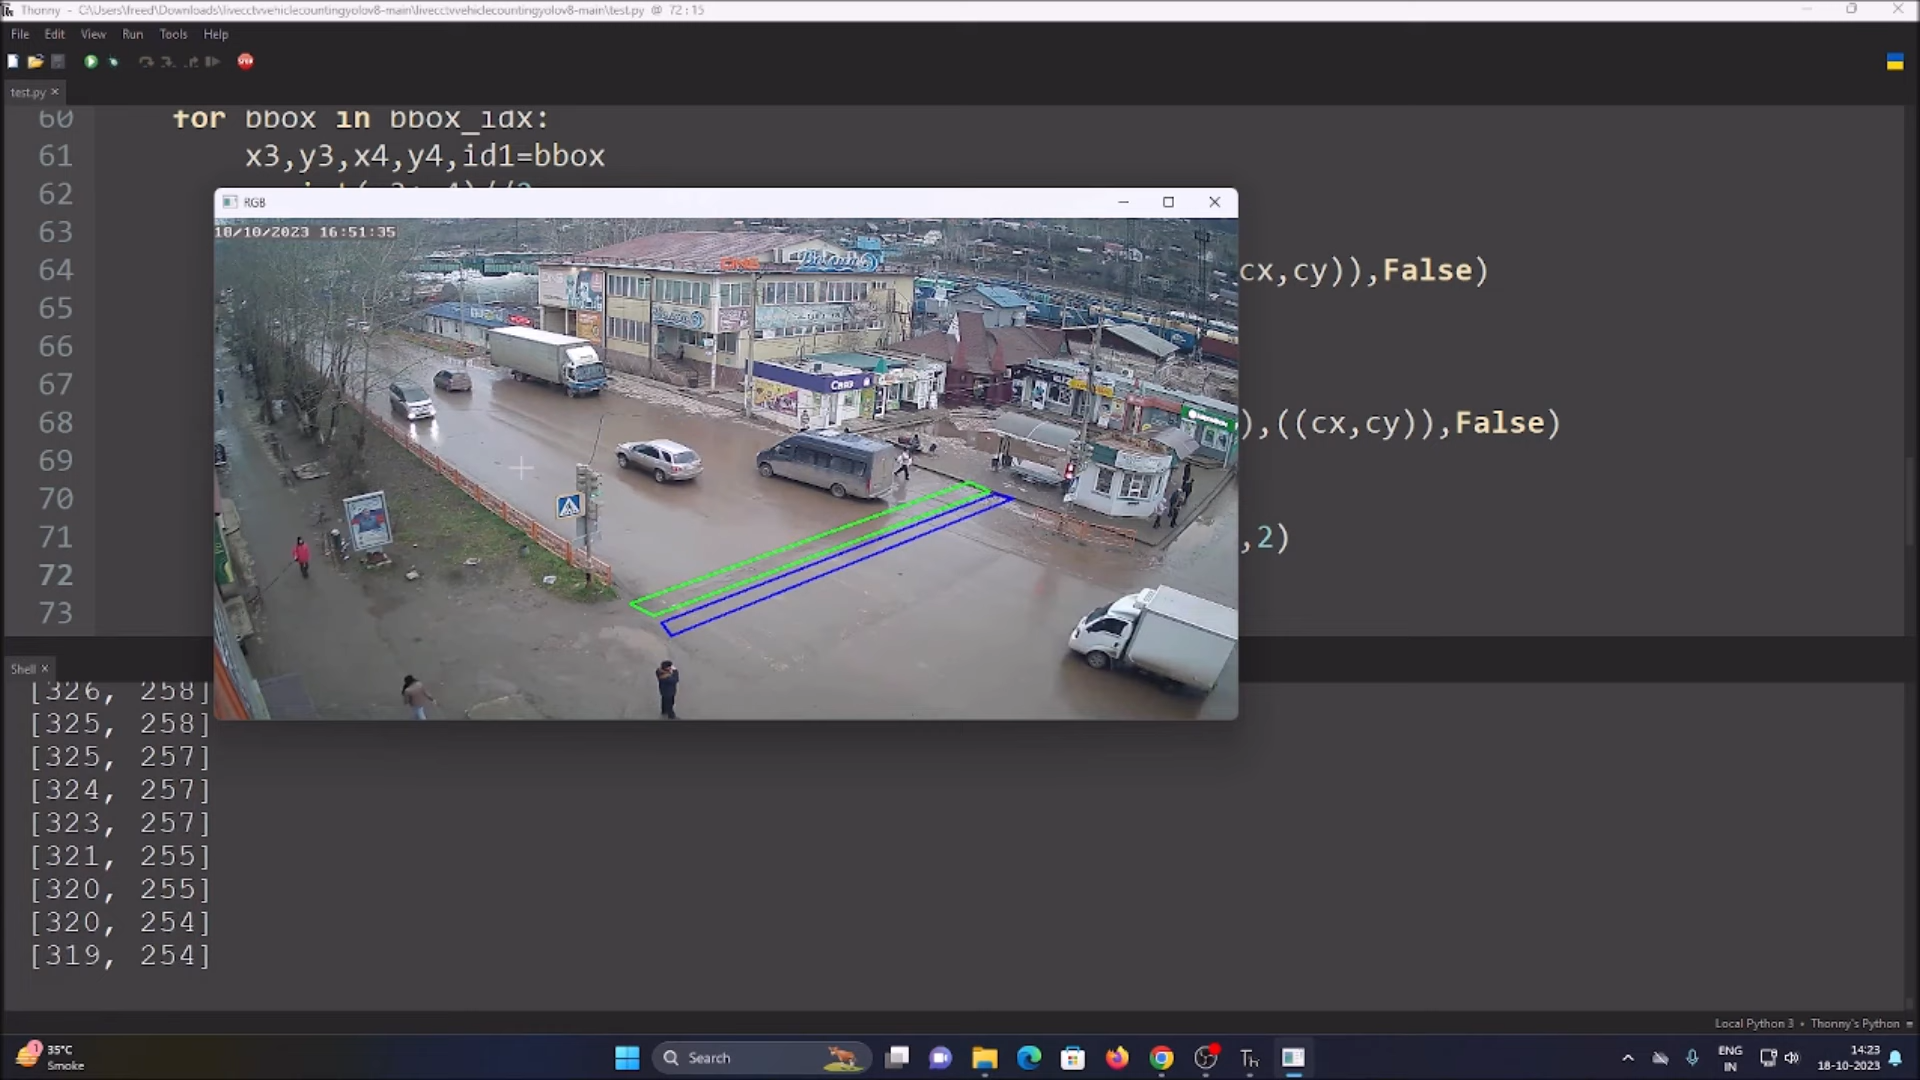 Thonny - C:\Users\freed\Downloads\livecctvvehiclecountingyolov8-main\livecctvvehiclecountingyolov8-main\test.py @ 72:15
File Edit View Run Tools Help
test.py ×
60 for bbox in bbox_idx:
61 x3,y3,x4,y4,id1=bbox
62
63
64 cx,cy)),False)
65
66
67
68 ),((cx,cy)),False)
69
70
71 ,2)
72
73
RGB
18/10/2023 16:51:35
Связ
Shell ×
[326, 258]
[325, 258]
[325, 257]
[324, 257]
[323, 257]
[321, 255]
[320, 255]
[320, 254]
[319, 254]
Local Python 3 • Thonny's Python
1
35°C
Smoke
Search
ENG
IN
14:23
18-10-2023